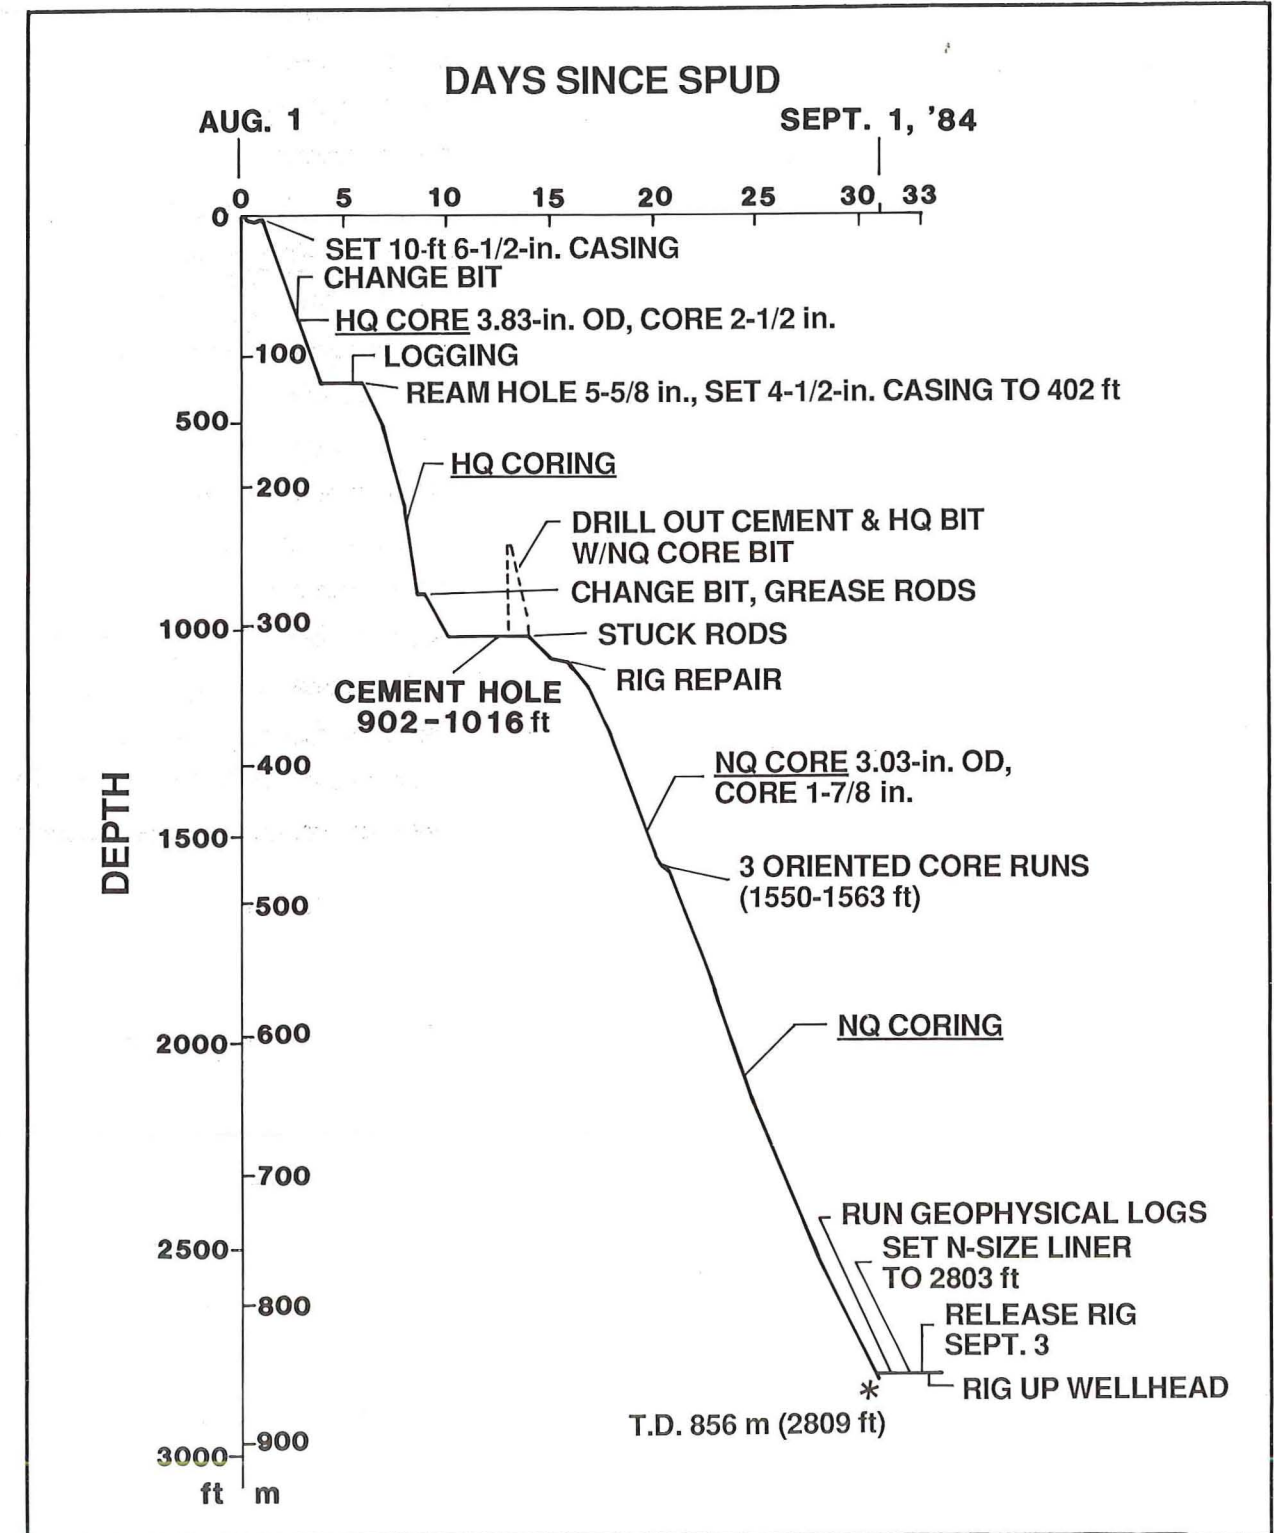 DAYS SINCE SPUD
AUG. 1
SEPT. 1, '84
0 5 10 15 20 25 30 33
0
SET 10-ft 6-1/2-in. CASING
CHANGE BIT
HQ CORE 3.83-in. OD, CORE 2-1/2 in.
100
LOGGING
REAM HOLE 5-5/8 in., SET 4-1/2-in. CASING TO 402 ft
500
HQ CORING
200
DRILL OUT CEMENT & HQ BIT
W/NQ CORE BIT
CHANGE BIT, GREASE RODS
1000
300
STUCK RODS
RIG REPAIR
CEMENT HOLE
902-1016 ft
400
NQ CORE 3.03-in. OD,
CORE 1-7/8 in.
DEPTH
1500
3 ORIENTED CORE RUNS
(1550-1563 ft)
500
NQ CORING
600
2000
700
RUN GEOPHYSICAL LOGS
2500
SET N-SIZE LINER
TO 2803 ft
800
RELEASE RIG
SEPT. 3
RIG UP WELLHEAD
*
T.D. 856 m (2809 ft)
900
3000
ft m